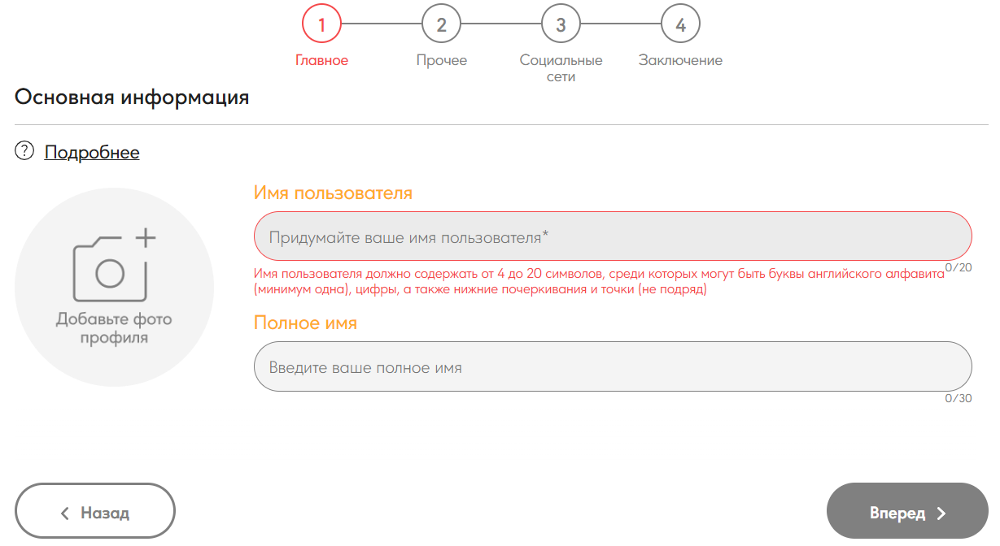 1
2
3
4
Главное
Прочее
Социальные
сети
Заключение
Основная информация
? Подробнее
Добавьте фото
профиля
Имя пользователя
Придумайте ваше имя пользователя*
0/20
Имя пользователя должно содержать от 4 до 20 символов, среди которых могут быть буквы английского алфавита
(минимум одна), цифры, а также нижние почеркивания и точки (не подряд)
Полное имя
Введите ваше полное имя
0/30
Назад
Вперед